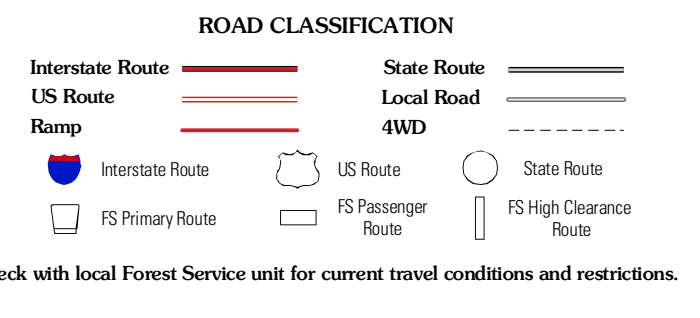 ROAD CLASSIFICATION
Interstate Route
State Route
US Route
Local Road
Ramp
4WD
Interstate Route
US Route
State Route
FS Primary Route
FS Passenger
Route
FS High Clearance
Route
eck with local Forest Service unit for current travel conditions and restrictions.